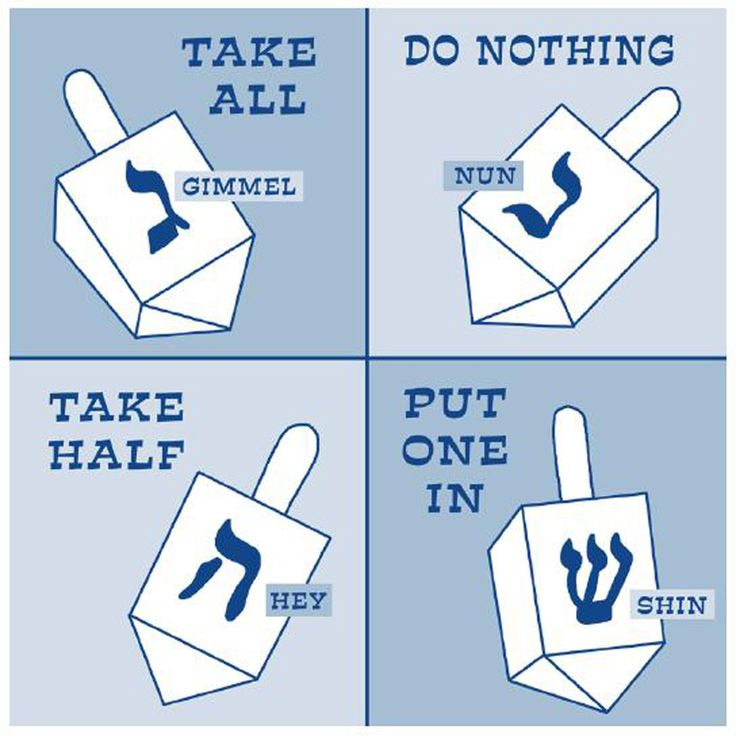 TAKE
ALL
ג
GIMMEL
DO NOTHING
NUN
נ
TAKE
HALF
ה
HEY
PUT
ONE
IN
ש
SHIN